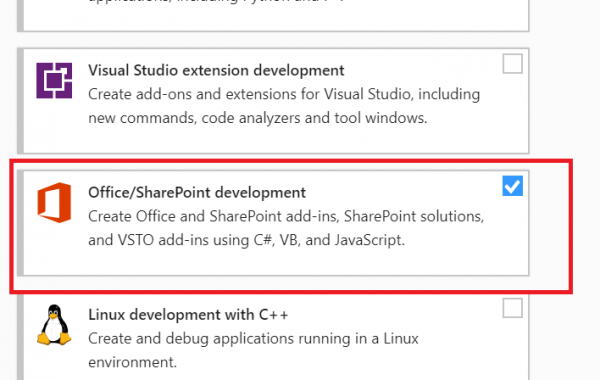 Visual Studio extension development
Create add-ons and extensions for Visual Studio, including
new commands, code analyzers and tool windows.
Office/SharePoint development
Create Office and SharePoint add-ins, SharePoint solutions,
and VSTO add-ins using C#, VB, and JavaScript.
Linux development with C++
Create and debug applications running in a Linux
environment.